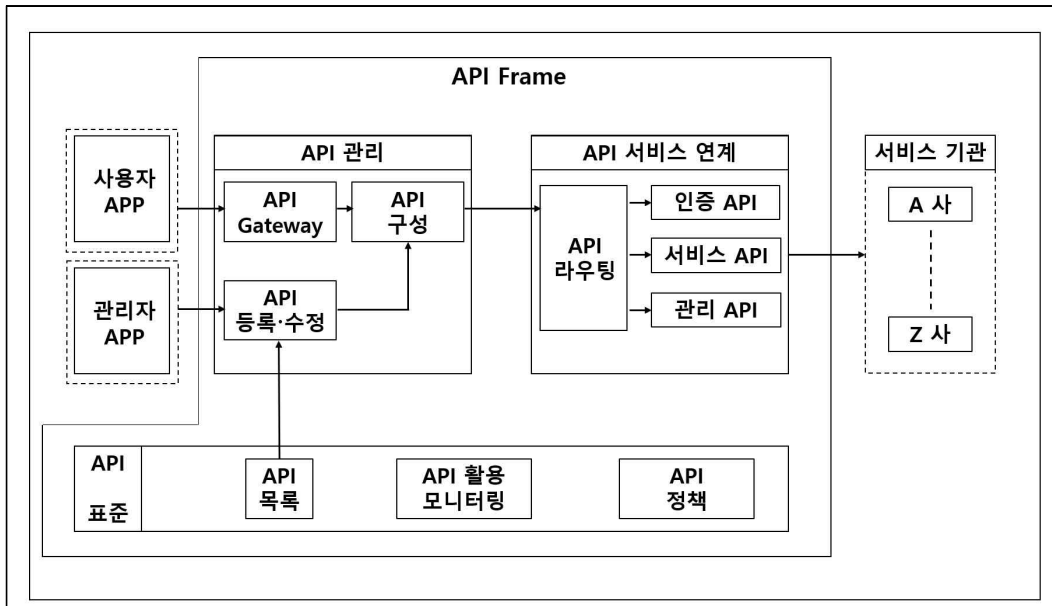 API Frame
사용자
APP
관리자
APP
API 관리
API
Gateway
API
구성
API
등록·수정
API 서비스 연계
API
라우팅
인증 API
서비스 API
관리 API
서비스 기관
A 사
Z 사
API
표준
API
목록
API 활용
모니터링
API
정책